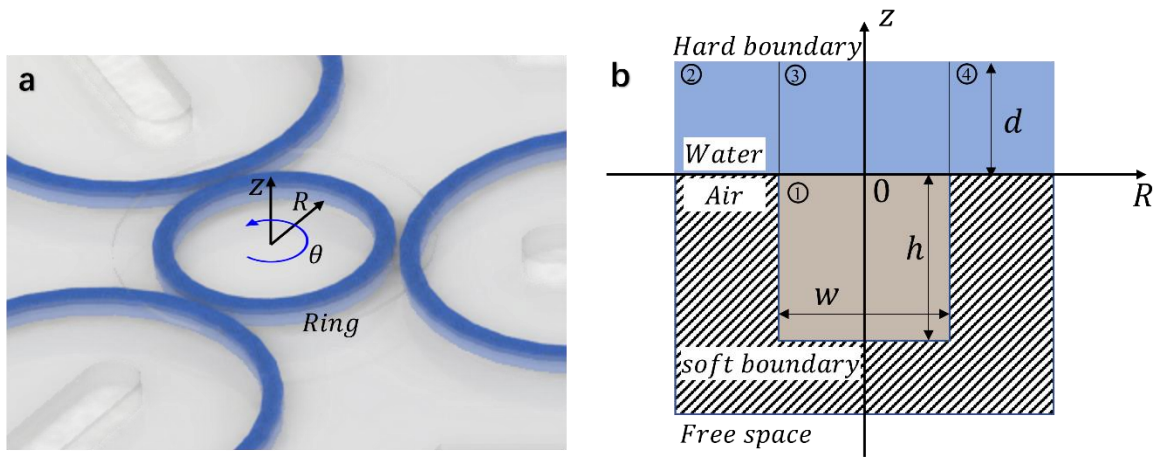 a
Z
R
θ
Ring
b
z
Hard boundary
② ③ ④
d
Water
Air
①
0
R
h
w
soft boundary
Free space